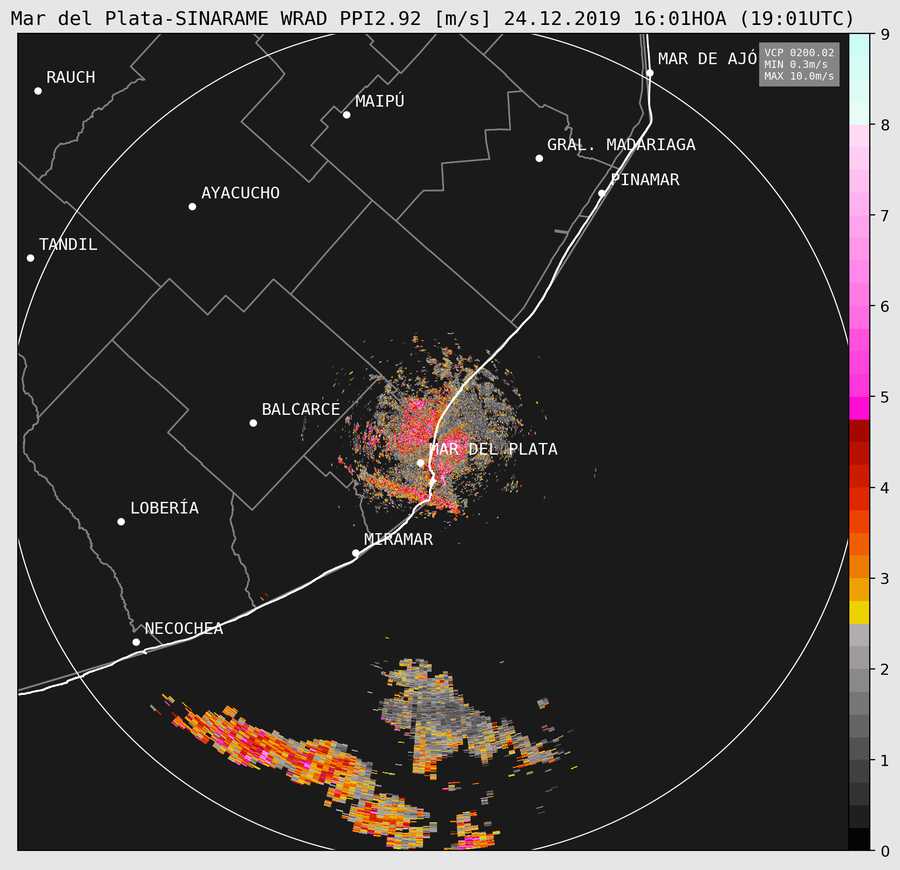 Mar del Plata-SINARAME WRAD PPI2.92 [m/s] 24.12.2019 16:01HOA (19:01UTC)
9
MAR DE AJÓ
VCP 0200.02
MIN 0.3m/s
MAX 10.0m/s
RAUCH
MAIPÚ
8
GRAL. MADARIAGA
PINAMAR
AYACUCHO
7
TANDIL
6
5
BALCARCE
MAR DEL PLATA
4
LOBERÍA
MIRAMAR
3
NECOCHEA
2
1
0